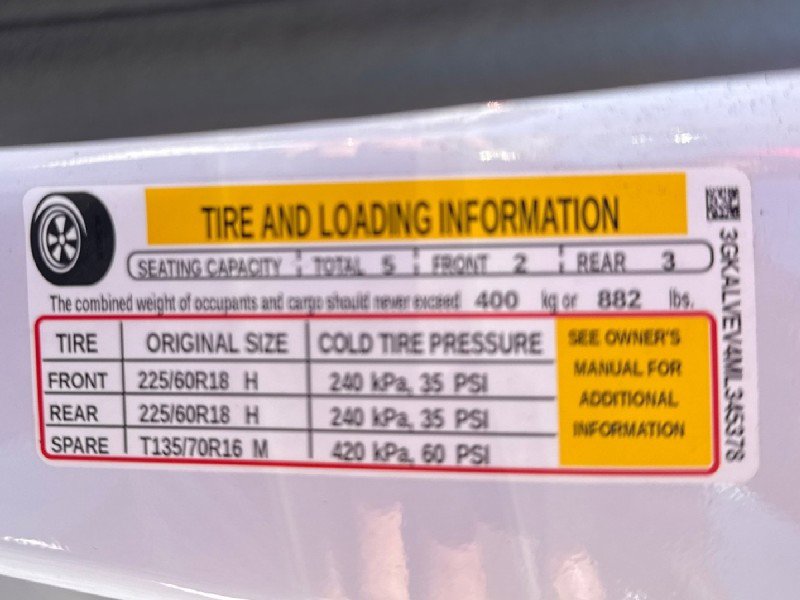 TIRE AND LOADING INFORMATION
SEATING CAPACITY TOTAL 5 FRONT 2 REAR 3
The combined weight of occupants and cargo should never exceed 400 kg or 882 lbs.
TIRE ORIGINAL SIZE COLD TIRE PRESSURE
FRONT 225/60R18 H 240 kPa, 35 PSI
REAR 225/60R18 H 240 kPa, 35 PSI
SPARE T135/70R16 M 420 kPa, 60 PSI
SEE OWNER'S
MANUAL FOR
ADDITIONAL
INFORMATION
3GKALVEV4ML345378